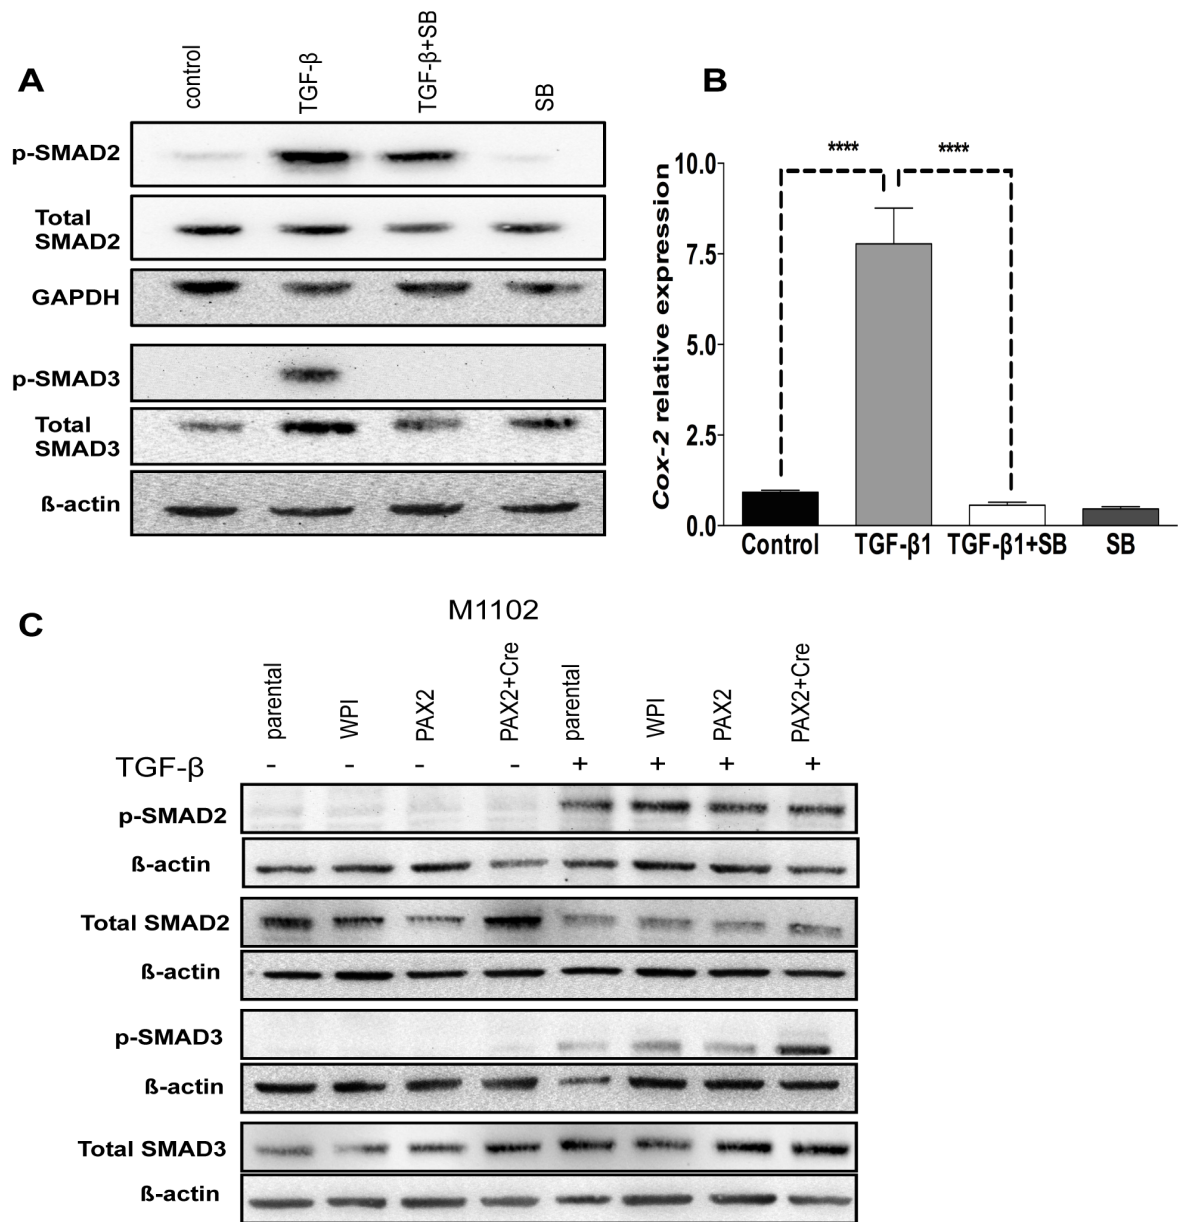 A
control
TGF-β
TGF-β+SB
SB
p-SMAD2
Total
SMAD2
GAPDH
p-SMAD3
Total
SMAD3
ß-actin
B
Cox-2 relative expression
10.0
7.5
5.0
2.5
0.0
****
****
Control
TGF-β1
TGF-β1+SB
SB
C
M1102
parental
WPI
PAX2
PAX2+Cre
parental
WPI
PAX2
PAX2+Cre
TGF-β - - - - + + + +
p-SMAD2
ß-actin
Total SMAD2
ß-actin
p-SMAD3
ß-actin
Total SMAD3
ß-actin